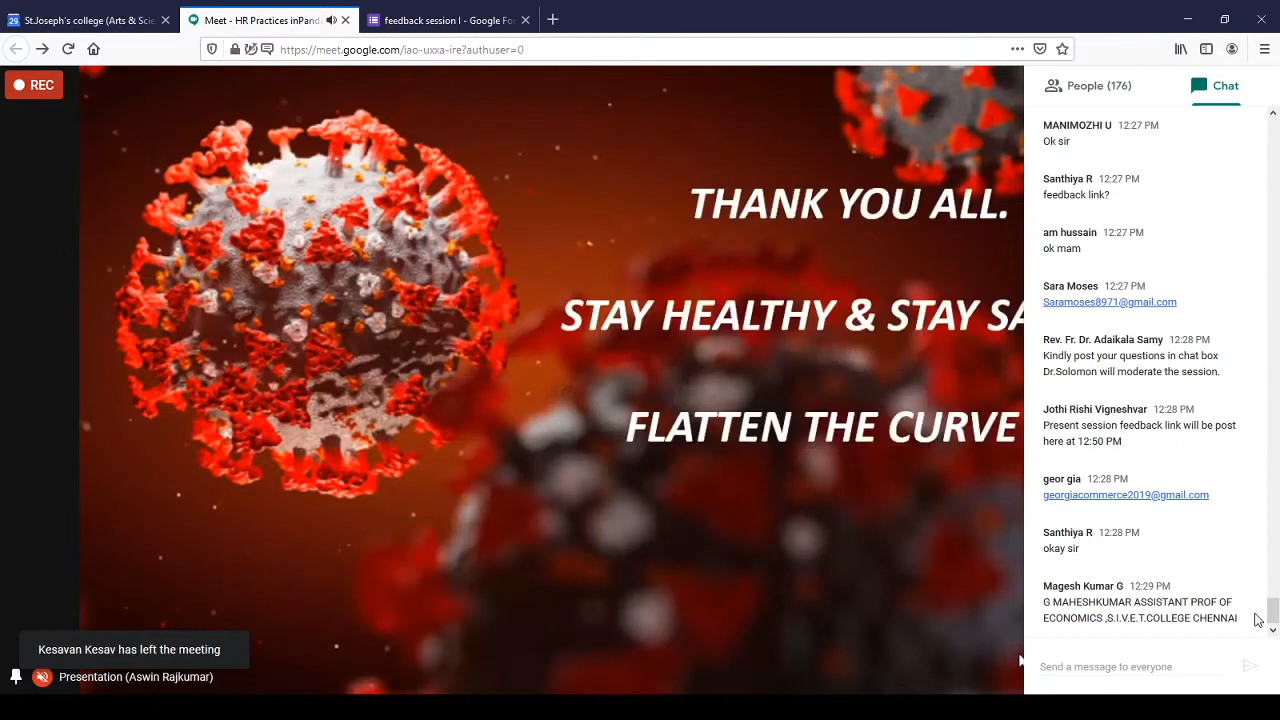 StJoseph's college (Arts & Scie
Meet - HR Practices inPand
feedback session I - Google For
https://meet.google.com/iao-uxxa-ire?authuser=0
REC
People (176)
Chat
THANK YOU ALL.
STAY HEALTHY & STAY SA
FLATTEN THE CURVE
MANIMOZHI U 12:27 PM
Ok sir
Santhiya R 12:27 PM
feedback link?
am hussain 12:27 PM
ok mam
Sara Moses 12:27 PM
Saramoses8971@gmail.com
Rev. Fr. Dr. Adaikala Samy 12:28 PM
Kindly post your questions in chat box
Dr.Solomon will moderate the session.
Jothi Rishi Vigneshvar 12:28 PM
Present session feedback link will be post
here at 12:50 PM
geor gia 12:28 PM
georgiacommerce2019@gmail.com
Santhiya R 12:28 PM
okay sir
Magesh Kumar G 12:29 PM
G MAHESHKUMAR ASSISTANT PROF OF
ECONOMICS ,S.I.V.E.T.COLLEGE CHENNAI
Send a message to everyone
Kesavan Kesav has left the meeting
Presentation (Aswin Rajkumar)